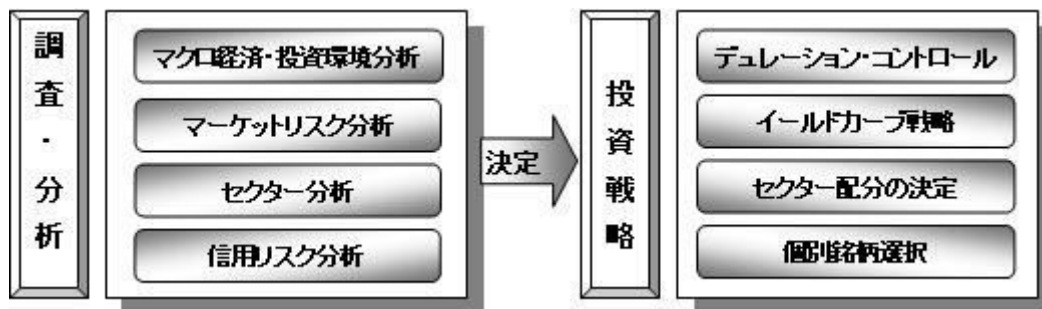 調査・分析
マクロ経済・投資環境分析
マーケットリスク分析
セクター分析
信用リスク分析
決定
投資戦略
デュレーション・コントロール
イールドカーブ戦略
セクター配分の決定
個別銘柄選択